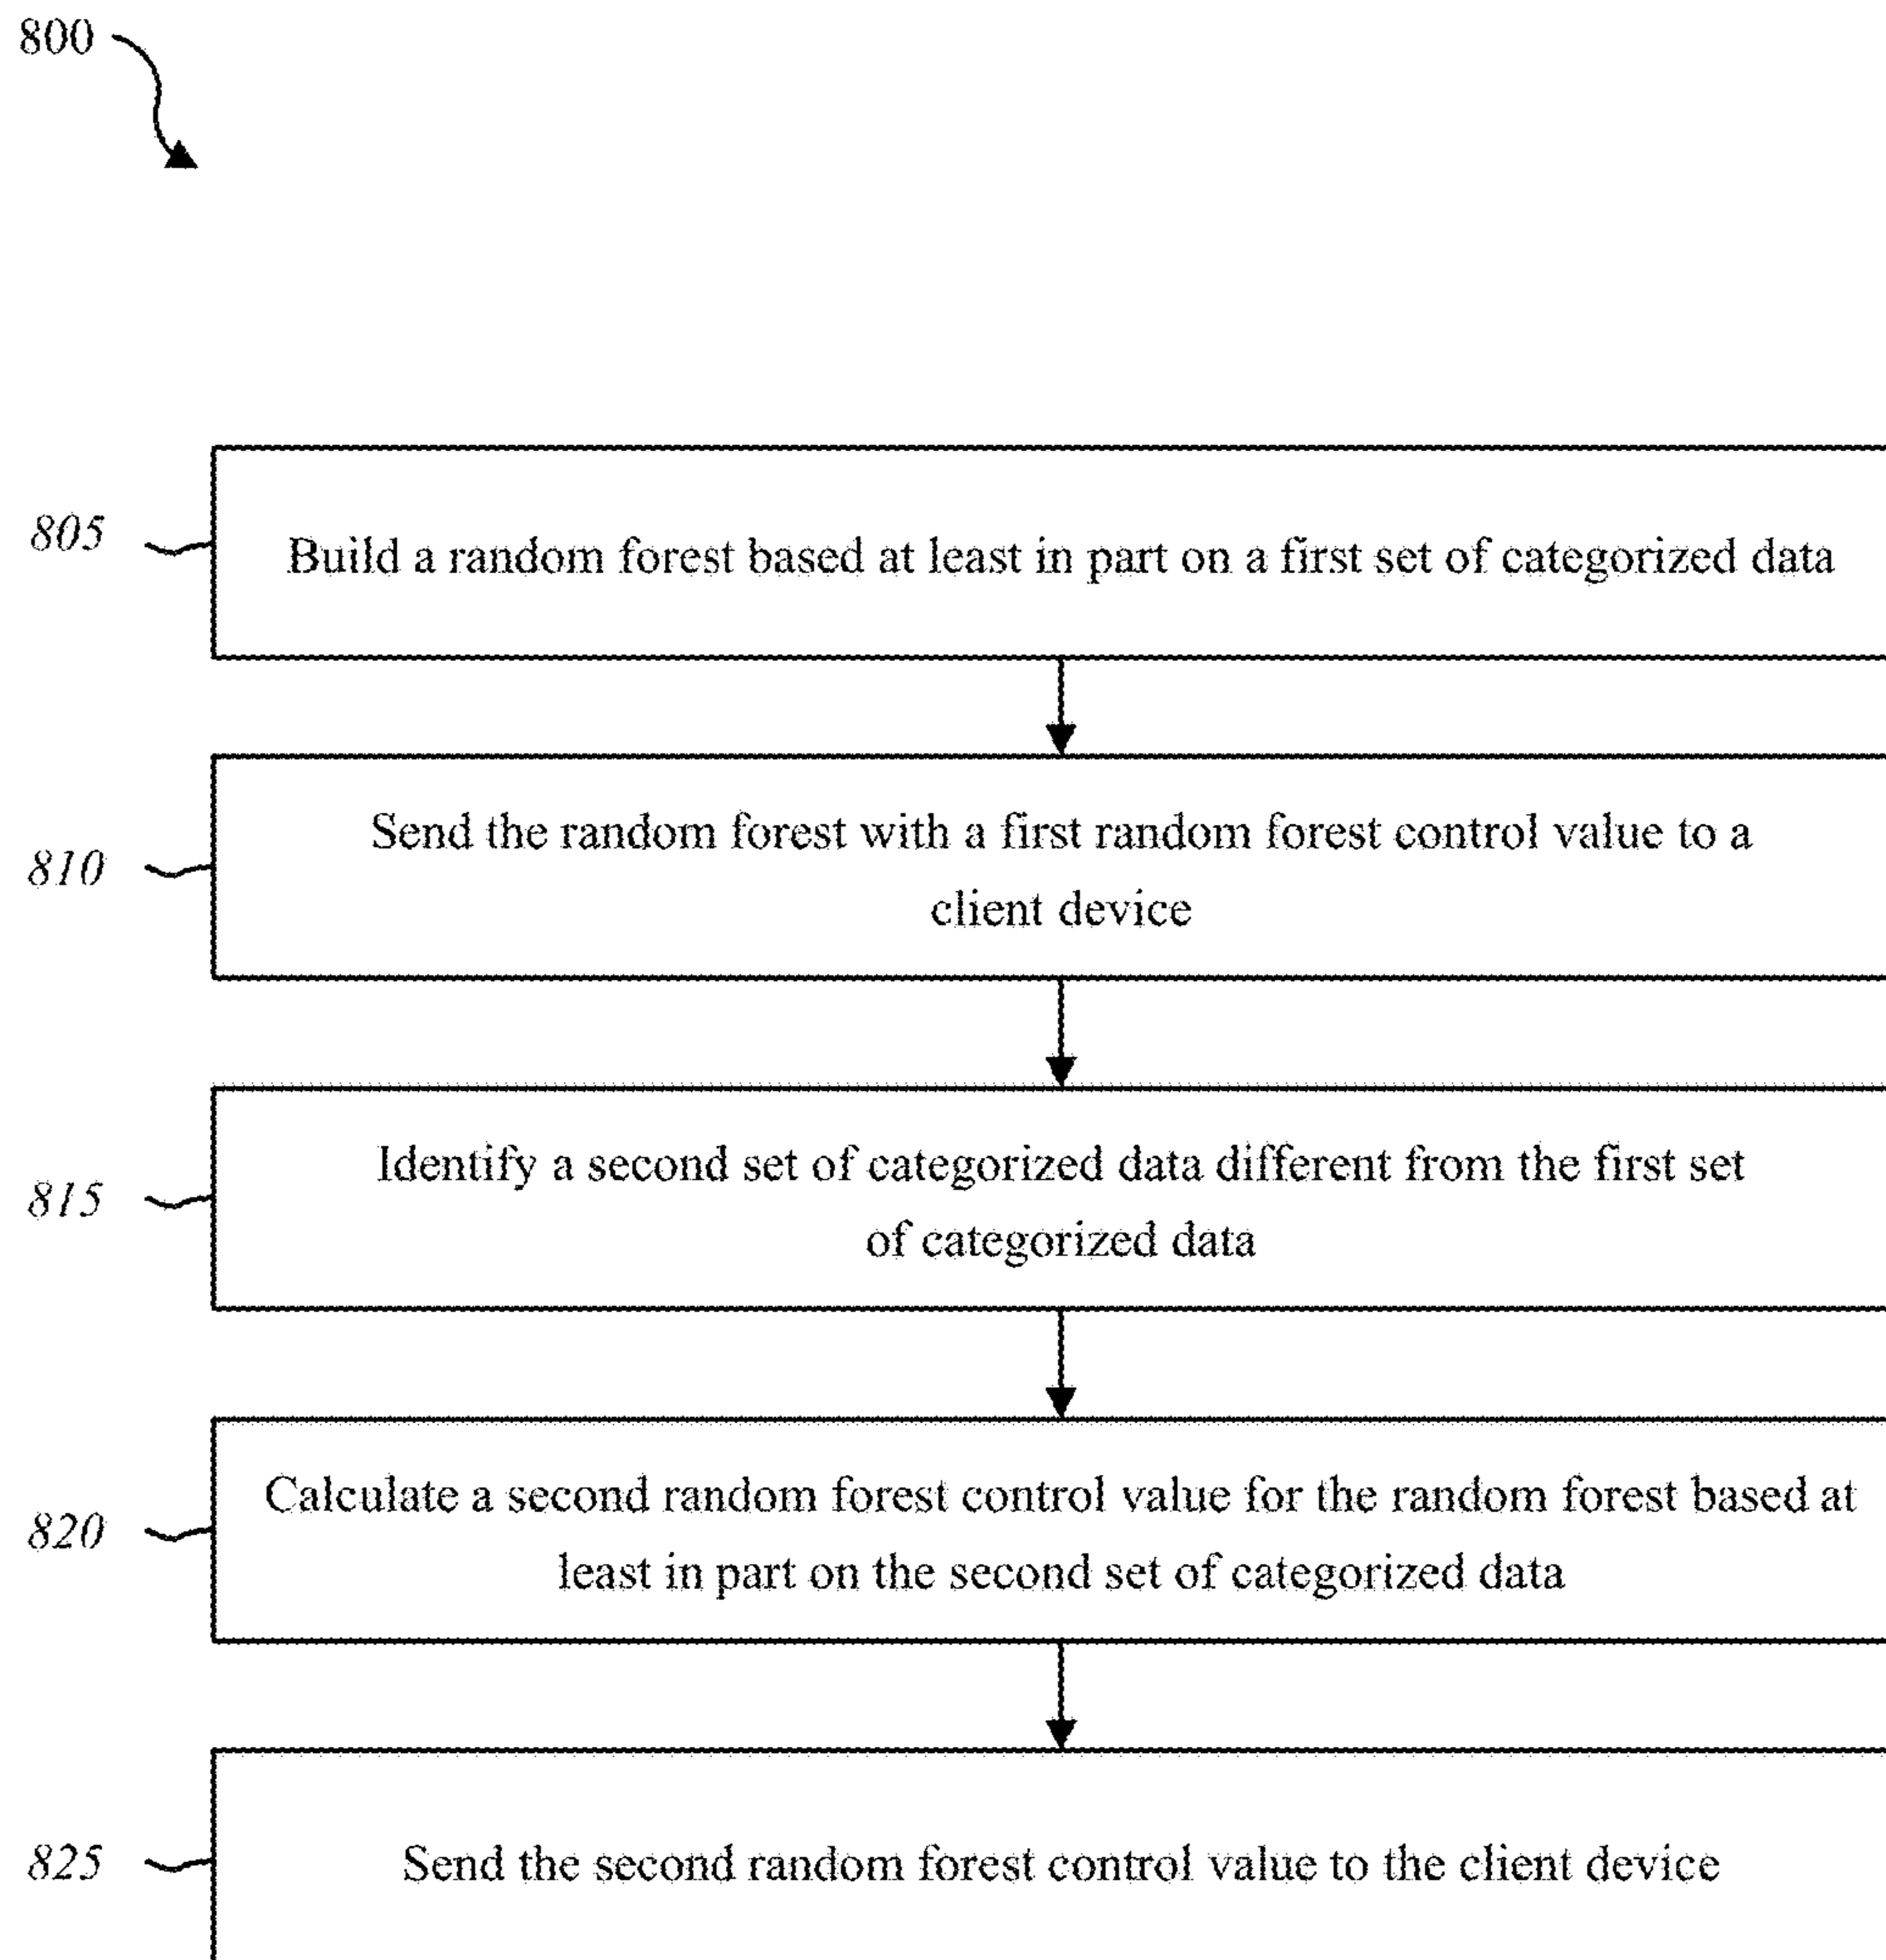 800
805
Build a random forest based at least in part on a first set of categorized data
810
Send the random forest with a first random forest control value to a
client device
815
Identify a second set of categorized data different from the first set
of categorized data
820
Calculate a second random forest control value for the random forest based at
least in part on the second set of categorized data
825
Send the second random forest control value to the client device